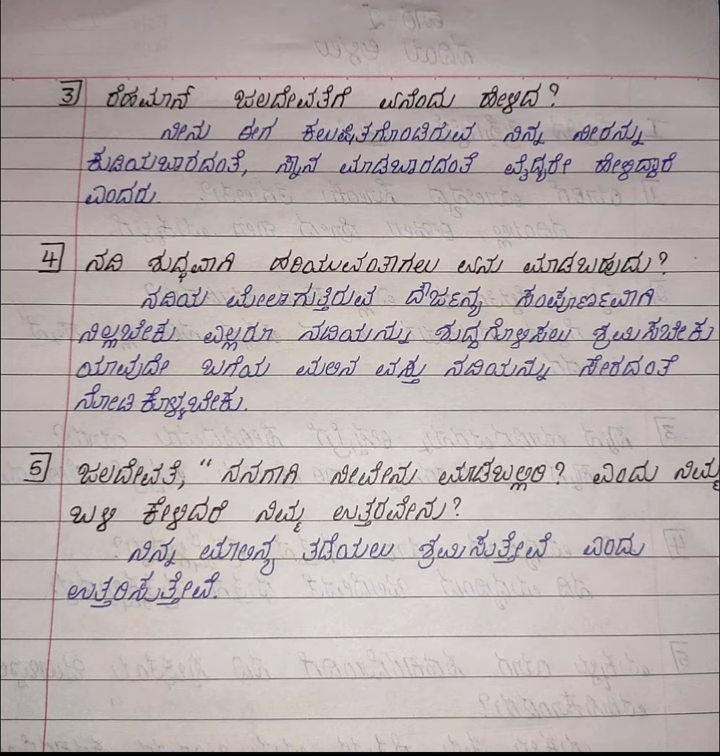 3] ರೆಹಮಾನ್ ಜಲದೇವತೆಗೆ ಏನೆಂದು ಹೇಳಿದ?
ನೀನು ಈಗ ಕಲುಷಿತಗೊಂಡಿರುವ ನಿನ್ನ ನೀರನ್ನು
ಕುಡಿಯಬಾರದಂತೆ, ಸ್ನಾನ ಮಾಡಬಾರದಂತೆ ವೈದ್ಯರೇ ಹೇಳಿದ್ದಾರೆ
ಎಂದರು.
4] ನದಿ ಶುದ್ಧವಾಗಿ ಹರಿಯುವಂತಾಗಲು ಏನು ಮಾಡಬಹುದು?
ನದಿಯ ಮೇಲಾಗುತ್ತಿರುವ ದೌರ್ಜನ್ಯ ಸಂಪೂರ್ಣವಾಗಿ
ನಿಲ್ಲಬೇಕು ಎಲ್ಲರೂ ನದಿಯನ್ನು ಶುದ್ಧಗೊಳಿಸಲು ಶ್ರಮಿಸಬೇಕು
ಯಾವುದೇ ಬಗೆಯ ಮಲಿನ ವಸ್ತು ನದಿಯನ್ನು ಸೇರದಂತೆ
ನೋಡಿಕೊಳ್ಳಬೇಕು.
5] ಜಲದೇವತೆ, "ನನಗಾಗಿ ನೀವೇನು ಮಾಡಬಲ್ಲಿರಿ? ಎಂದು ನಿಮ್ಮ
ಬಳಿ ಕೇಳಿದರೆ ನಿಮ್ಮ ಉತ್ತರವೇನು?
ನಿನ್ನ ಮಾಲಿನ್ಯ ತಡೆಯಲು ಶ್ರಮಿಸುತ್ತೇವೆ ಎಂದು
ಉತ್ತರಿಸುತ್ತೇವೆ.